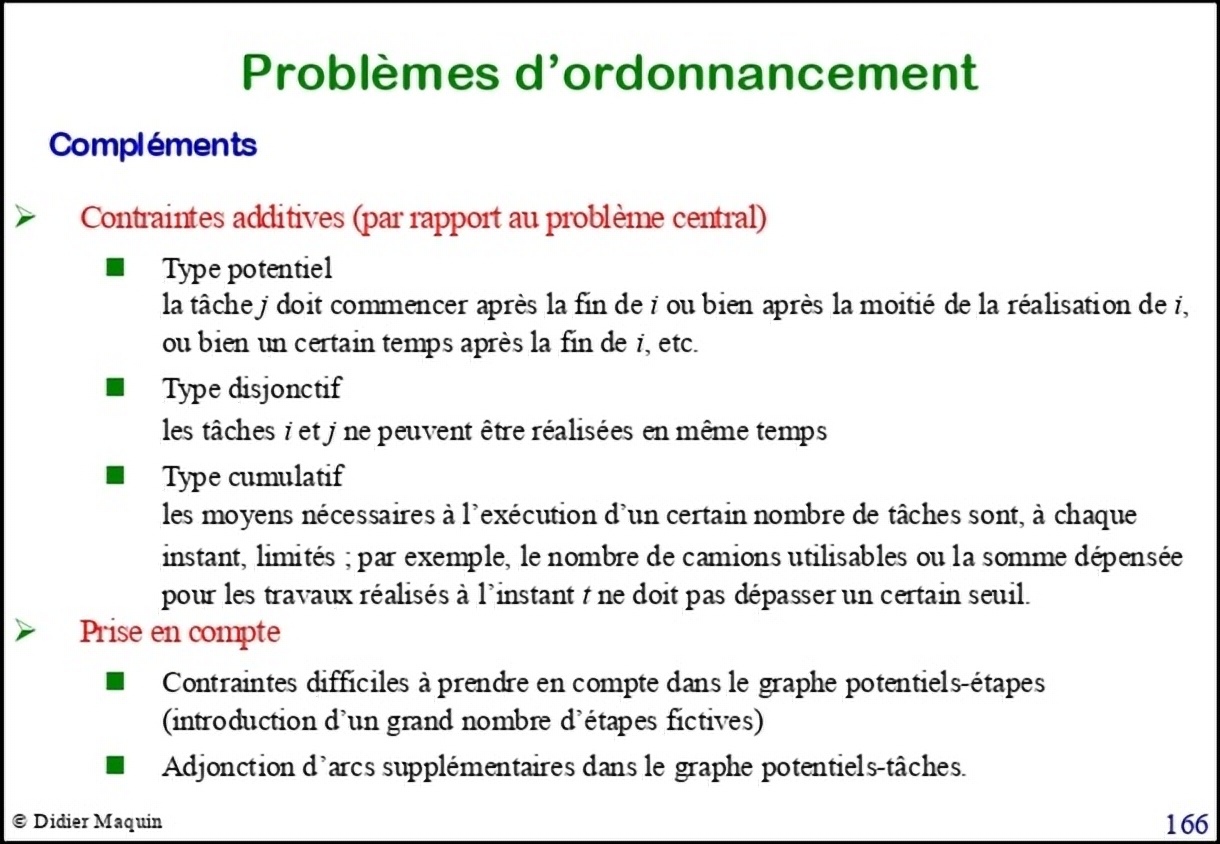 Problèmes d’ordonnancement
Compléments
Contraintes additives (par rapport au problème central)
Type potentiel
la tâche j doit commencer après la fin de i ou bien après la moitié de la réalisation de i,
ou bien un certain temps après la fin de i, etc.
Type disjonctif
les tâches i et j ne peuvent être réalisées en même temps
Type cumulatif
les moyens nécessaires à l’exécution d’un certain nombre de tâches sont, à chaque
instant, limités ; par exemple, le nombre de camions utilisables ou la somme dépensée
pour les travaux réalisés à l’instant t ne doit pas dépasser un certain seuil.
Prise en compte
Contraintes difficiles à prendre en compte dans le graphe potentiels-étapes
(introduction d’un grand nombre d’étapes fictives)
Adjonction d’arcs supplémentaires dans le graphe potentiels-tâches.
© Didier Maquin
166